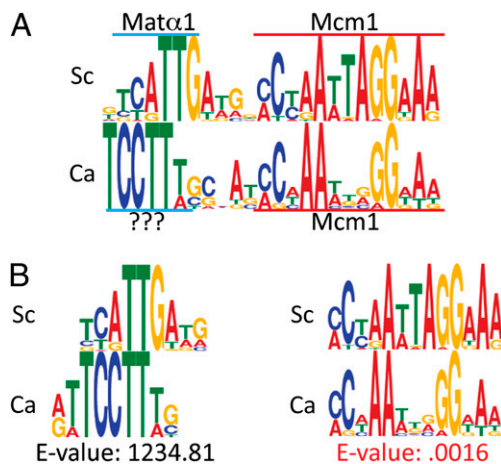 A
Matα1 Mcm1
Sc
Ca
??? Mcm1
B
Sc Sc
Ca Ca
E-value: 1234.81 E-value: .0016